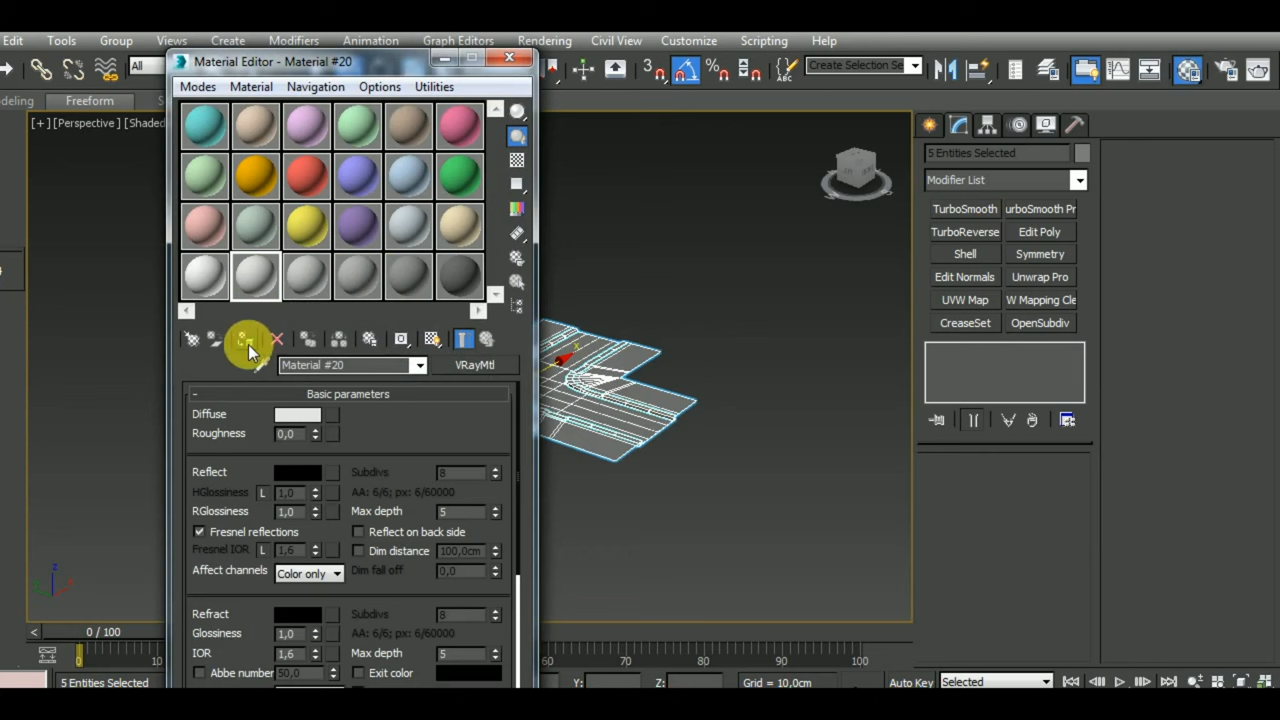 Edit Tools Group Views Create Modifiers Animation Graph Editors Rendering Civil View Customize Scripting Help
Material Editor - Material #20
All
3
%
ABC
Create Selection Se
Modes Material Navigation Options Utilities
deling Freeform S
[+] [Perspective] [Shaded
5 Entities Selected
Modifier List
TurboSmooth urboSmooth Pr
TurboReverse Edit Poly
Shell Symmetry
Edit Normals Unwrap Pro
UVW Map W Mapping Cle
CreaseSet OpenSubdiv
x
z
Material #20 VRayMtl
- Basic parameters
Diffuse
Roughness 0,0
Reflect Subdivs 8
HGlossiness L 1,0 AA: 6/6; px: 6/60000
RGlossiness 1,0 Max depth 5
Fresnel reflections Reflect on back side
Fresnel IOR L 1,6 Dim distance 100,0cm
Affect channels Color only Dim fall off 0,0
Refract Subdivs 8
Glossiness 1,0 AA: 6/6; px: 6/60000
IOR 1,6 Max depth 5
Abbe number 50,0 Exit color
< 0 / 100 >
0 10 60 70 80 90 100
5 Entities Selected Y: Z: Grid = 10,0cm Auto Key Selected